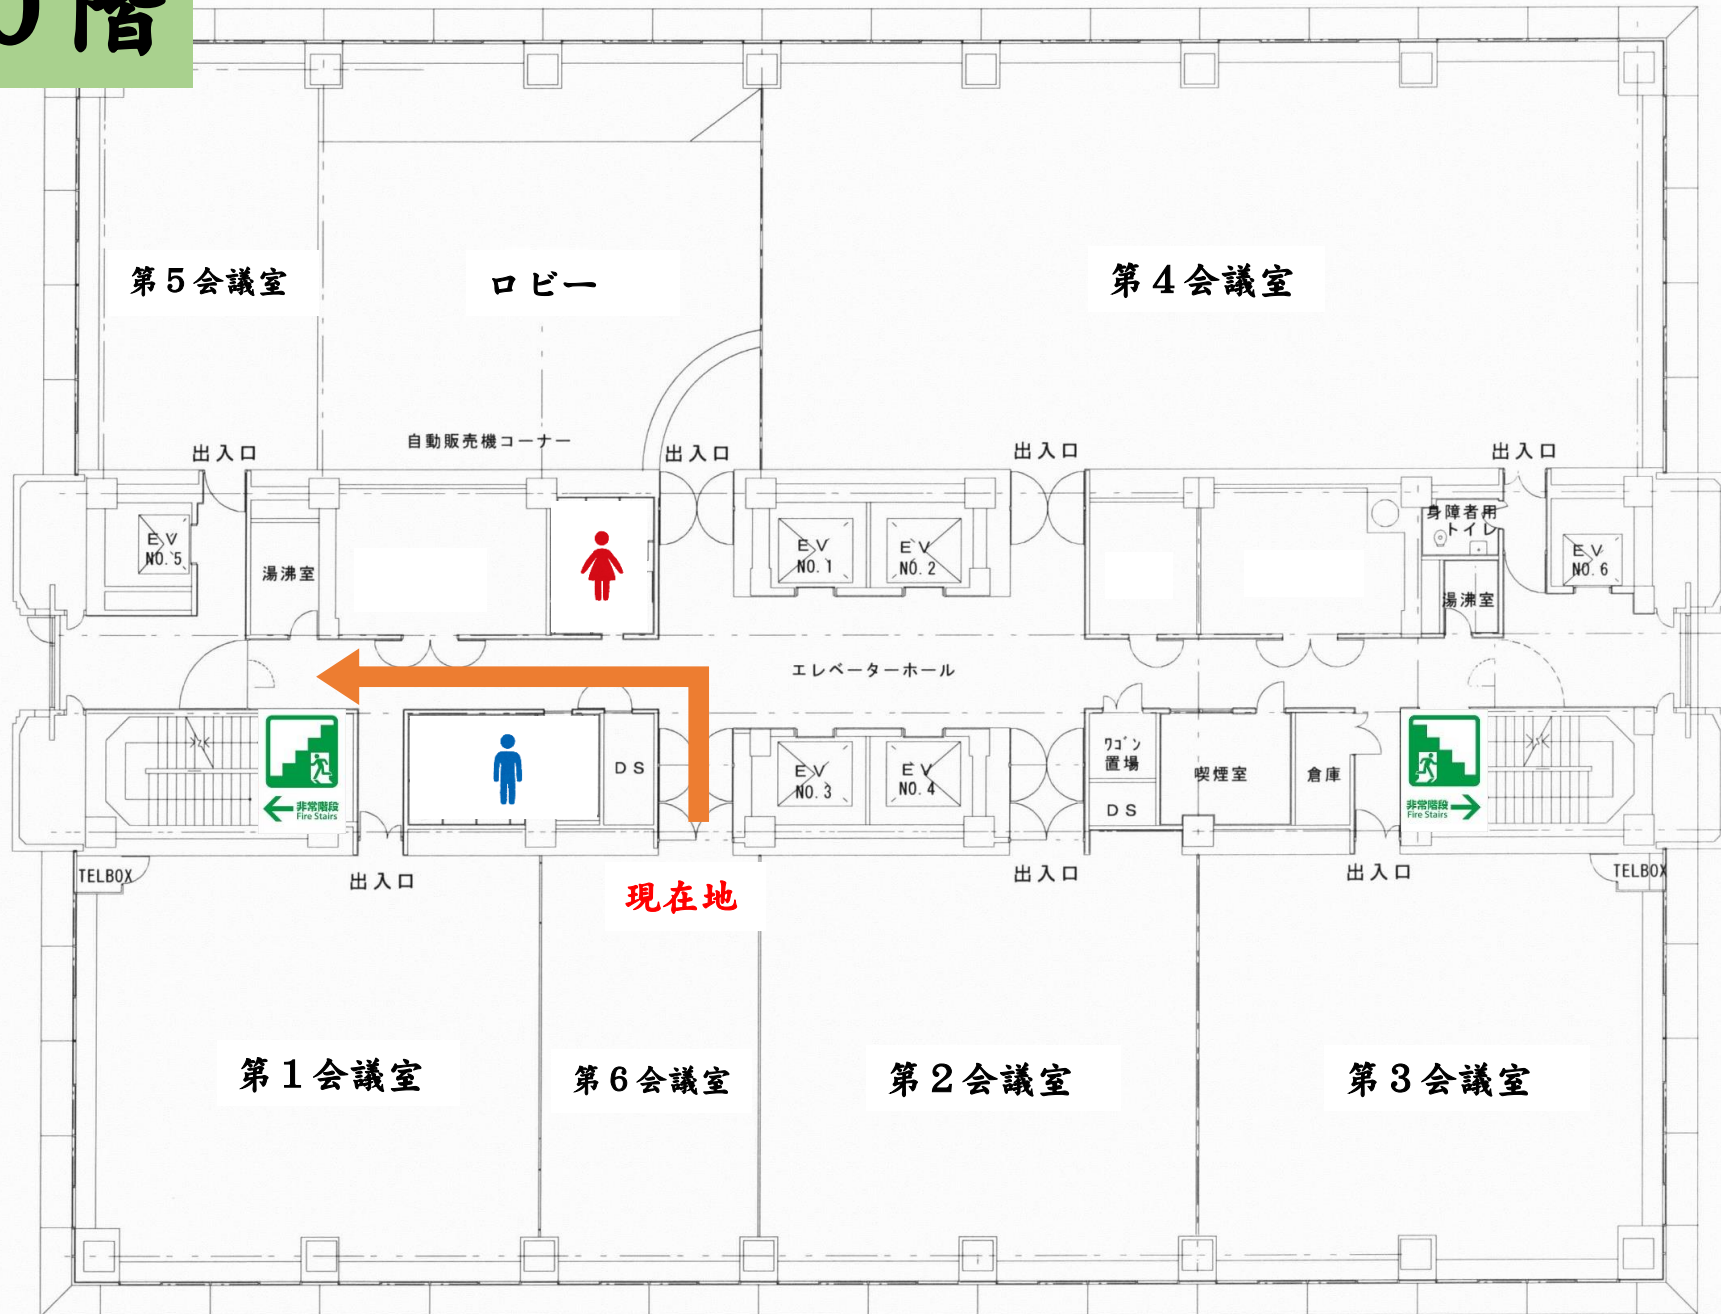 0階
第5会議室
ロビー
第4会議室
自動販売機コーナー
出入口
出入口
出入口
出入口
身障者用
トイレ
EV
NO.5
湯沸室
EV
NO.1
EV
NO.2
EV
NO.6
湯沸室
エレベーターホール
非常階段
Fire Stairs
DS
EV
NO.3
EV
NO.4
ワゴン
置場
DS
喫煙室
倉庫
非常階段
Fire Stairs
TELBOX
出入口
現在地
出入口
出入口
TELBOX
第1会議室
第6会議室
第2会議室
第3会議室